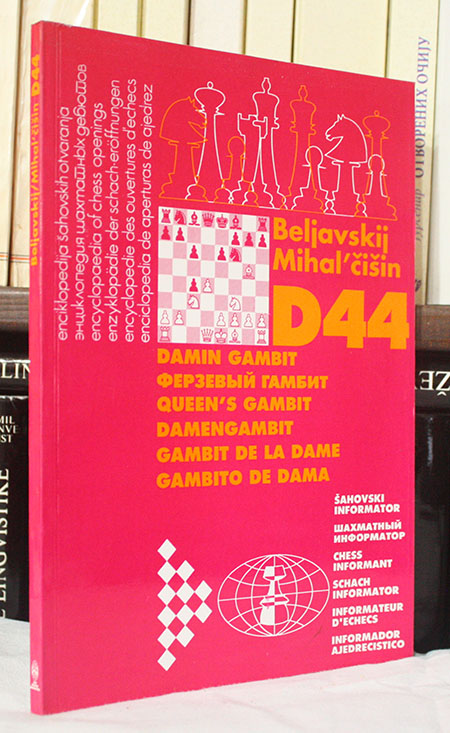 Beljavskij/Mihal'čišin D44
enciklopedija šahovskih otvaranja
энциклопедия шахматных дебютов
encyclopaedia of chess openings
enzyklopädie der schach-eröffnungen
encyclopedie des ouvertures d'echecs
enciclopedia de aperturas de ajedrez
Beljavskij
Mihal'čišin
D44
DAMIN GAMBIT
ФЕРЗЕВЫЙ ГАМБИТ
QUEEN'S GAMBIT
DAMENGAMBIT
GAMBIT DE LA DAME
GAMBITO DE DAMA
ŠAHOVSKI
INFORMATOR
ШАХМАТНЫЙ
ИНФОРМАТОР
CHESS
INFORMANT
SCHACH
INFORMATOR
INFORMATEUR
D'ECHECS
INFORMADOR
AJEDRECISTICO
ОТВОРЕНИХ ОЧИЈУ
LINGVISTIKE